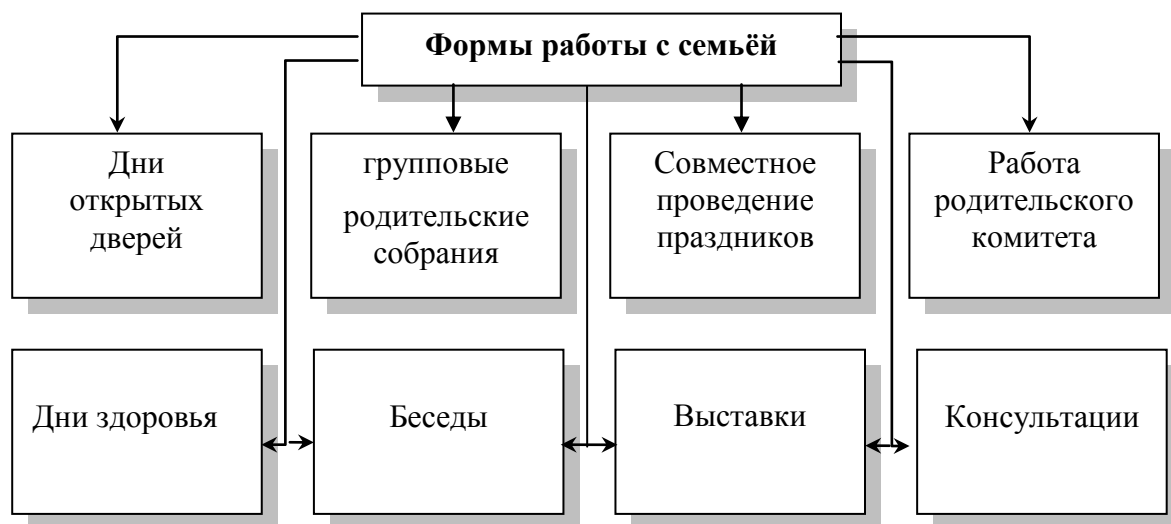 Формы работы с семьёй
Дни
открытых
дверей
групповые
родительские
собрания
Совместное
проведение
праздников
Работа
родительского
комитета
Дни здоровья
Беседы
Выставки
Консультации